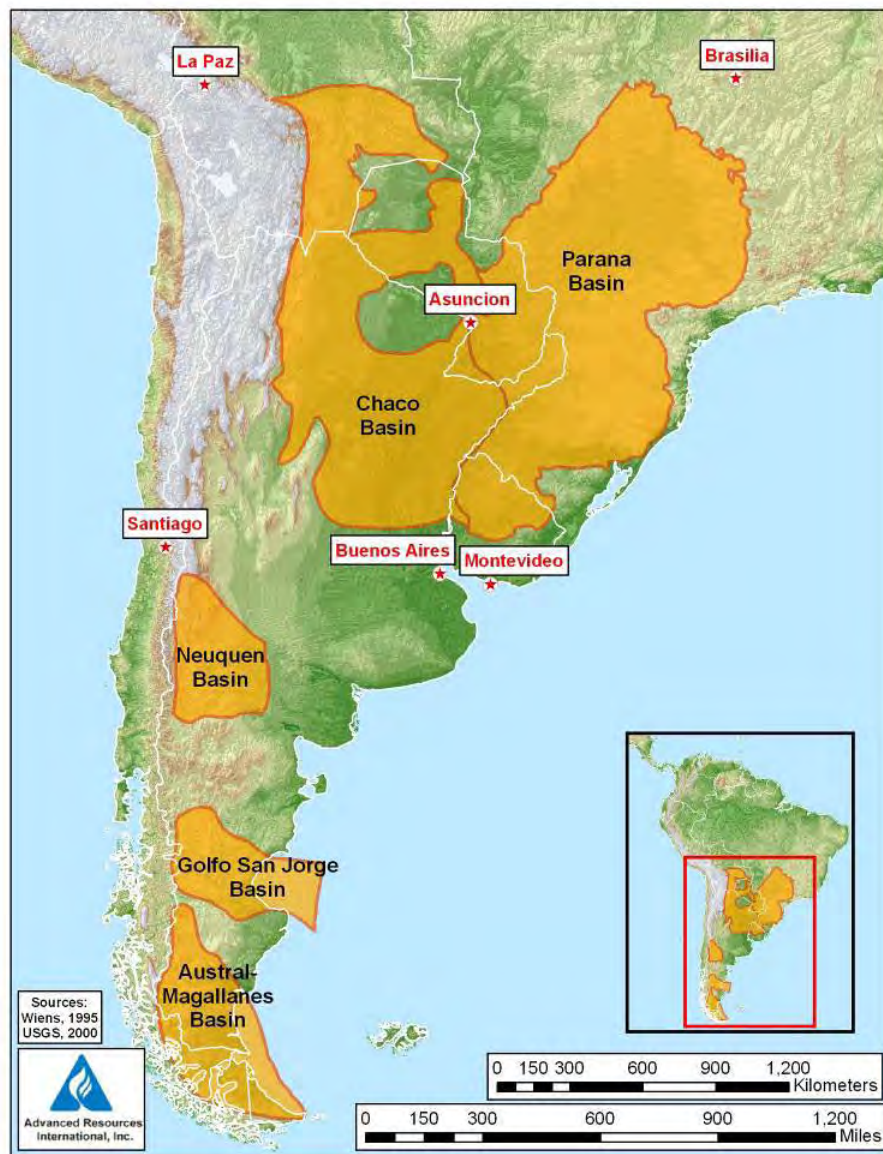 La Paz
Brasilia
Parana
Basin
Asuncion
Chaco
Basin
Santiago
Buenos Aires
Montevideo
Neuquen
Basin
Golfo San Jorge
Basin
Austral-
Magallanes
Basin
Sources:
Wiens, 1995
USGS, 2000
Advanced Resources
International, Inc.
0 150 300 600 900 1,200
Kilometers
0 150 300 600 900 1,200
Miles